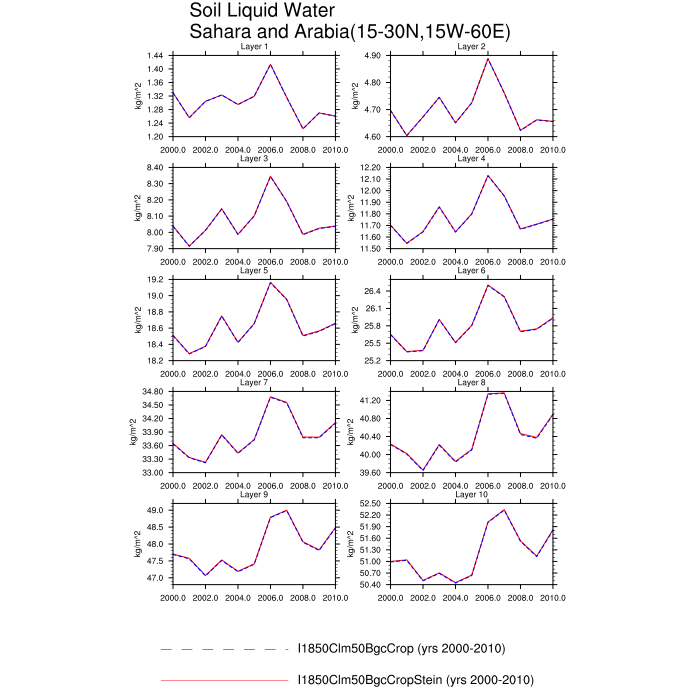 Soil Liquid Water
Sahara and Arabia(15-30N,15W-60E)
Layer 1
1.44
1.40
1.36
1.32
1.28
1.24
1.20
kg/m^2
2000.0 2002.0 2004.0 2006.0 2008.0 2010.0
Layer 2
4.90
4.80
4.70
4.60
kg/m^2
2000.0 2002.0 2004.0 2006.0 2008.0 2010.0
Layer 3
8.40
8.30
8.20
8.10
8.00
7.90
kg/m^2
2000.0 2002.0 2004.0 2006.0 2008.0 2010.0
Layer 4
12.20
12.10
12.00
11.90
11.80
11.70
11.60
11.50
kg/m^2
2000.0 2002.0 2004.0 2006.0 2008.0 2010.0
Layer 5
19.2
19.0
18.8
18.6
18.4
18.2
kg/m^2
2000.0 2002.0 2004.0 2006.0 2008.0 2010.0
Layer 6
26.4
26.1
25.8
25.5
25.2
kg/m^2
2000.0 2002.0 2004.0 2006.0 2008.0 2010.0
Layer 7
34.80
34.50
34.20
33.90
33.60
33.30
33.00
kg/m^2
2000.0 2002.0 2004.0 2006.0 2008.0 2010.0
Layer 8
41.20
40.80
40.40
40.00
39.60
kg/m^2
2000.0 2002.0 2004.0 2006.0 2008.0 2010.0
Layer 9
49.0
48.5
48.0
47.5
47.0
kg/m^2
2000.0 2002.0 2004.0 2006.0 2008.0 2010.0
Layer 10
52.50
52.20
51.90
51.60
51.30
51.00
50.70
50.40
kg/m^2
2000.0 2002.0 2004.0 2006.0 2008.0 2010.0
I1850Clm50BgcCrop (yrs 2000-2010)
I1850Clm50BgcCropStein (yrs 2000-2010)